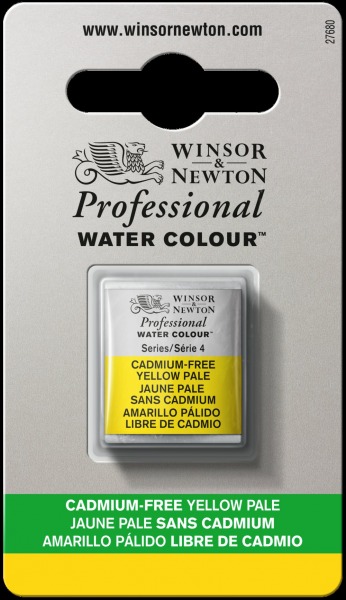 www.winsornewton.com
27680
WINSOR
& NEWTON
Professional
WATER COLOUR™
WINSOR
& NEWTON
Professional
WATER COLOUR™
Series/Série 4
CADMIUM-FREE
YELLOW PALE
JAUNE PALE
SANS CADMIUM
AMARILLO PÁLIDO
LIBRE DE CADMIO
CADMIUM-FREE YELLOW PALE
JAUNE PALE SANS CADMIUM
AMARILLO PÁLIDO LIBRE DE CADMIO